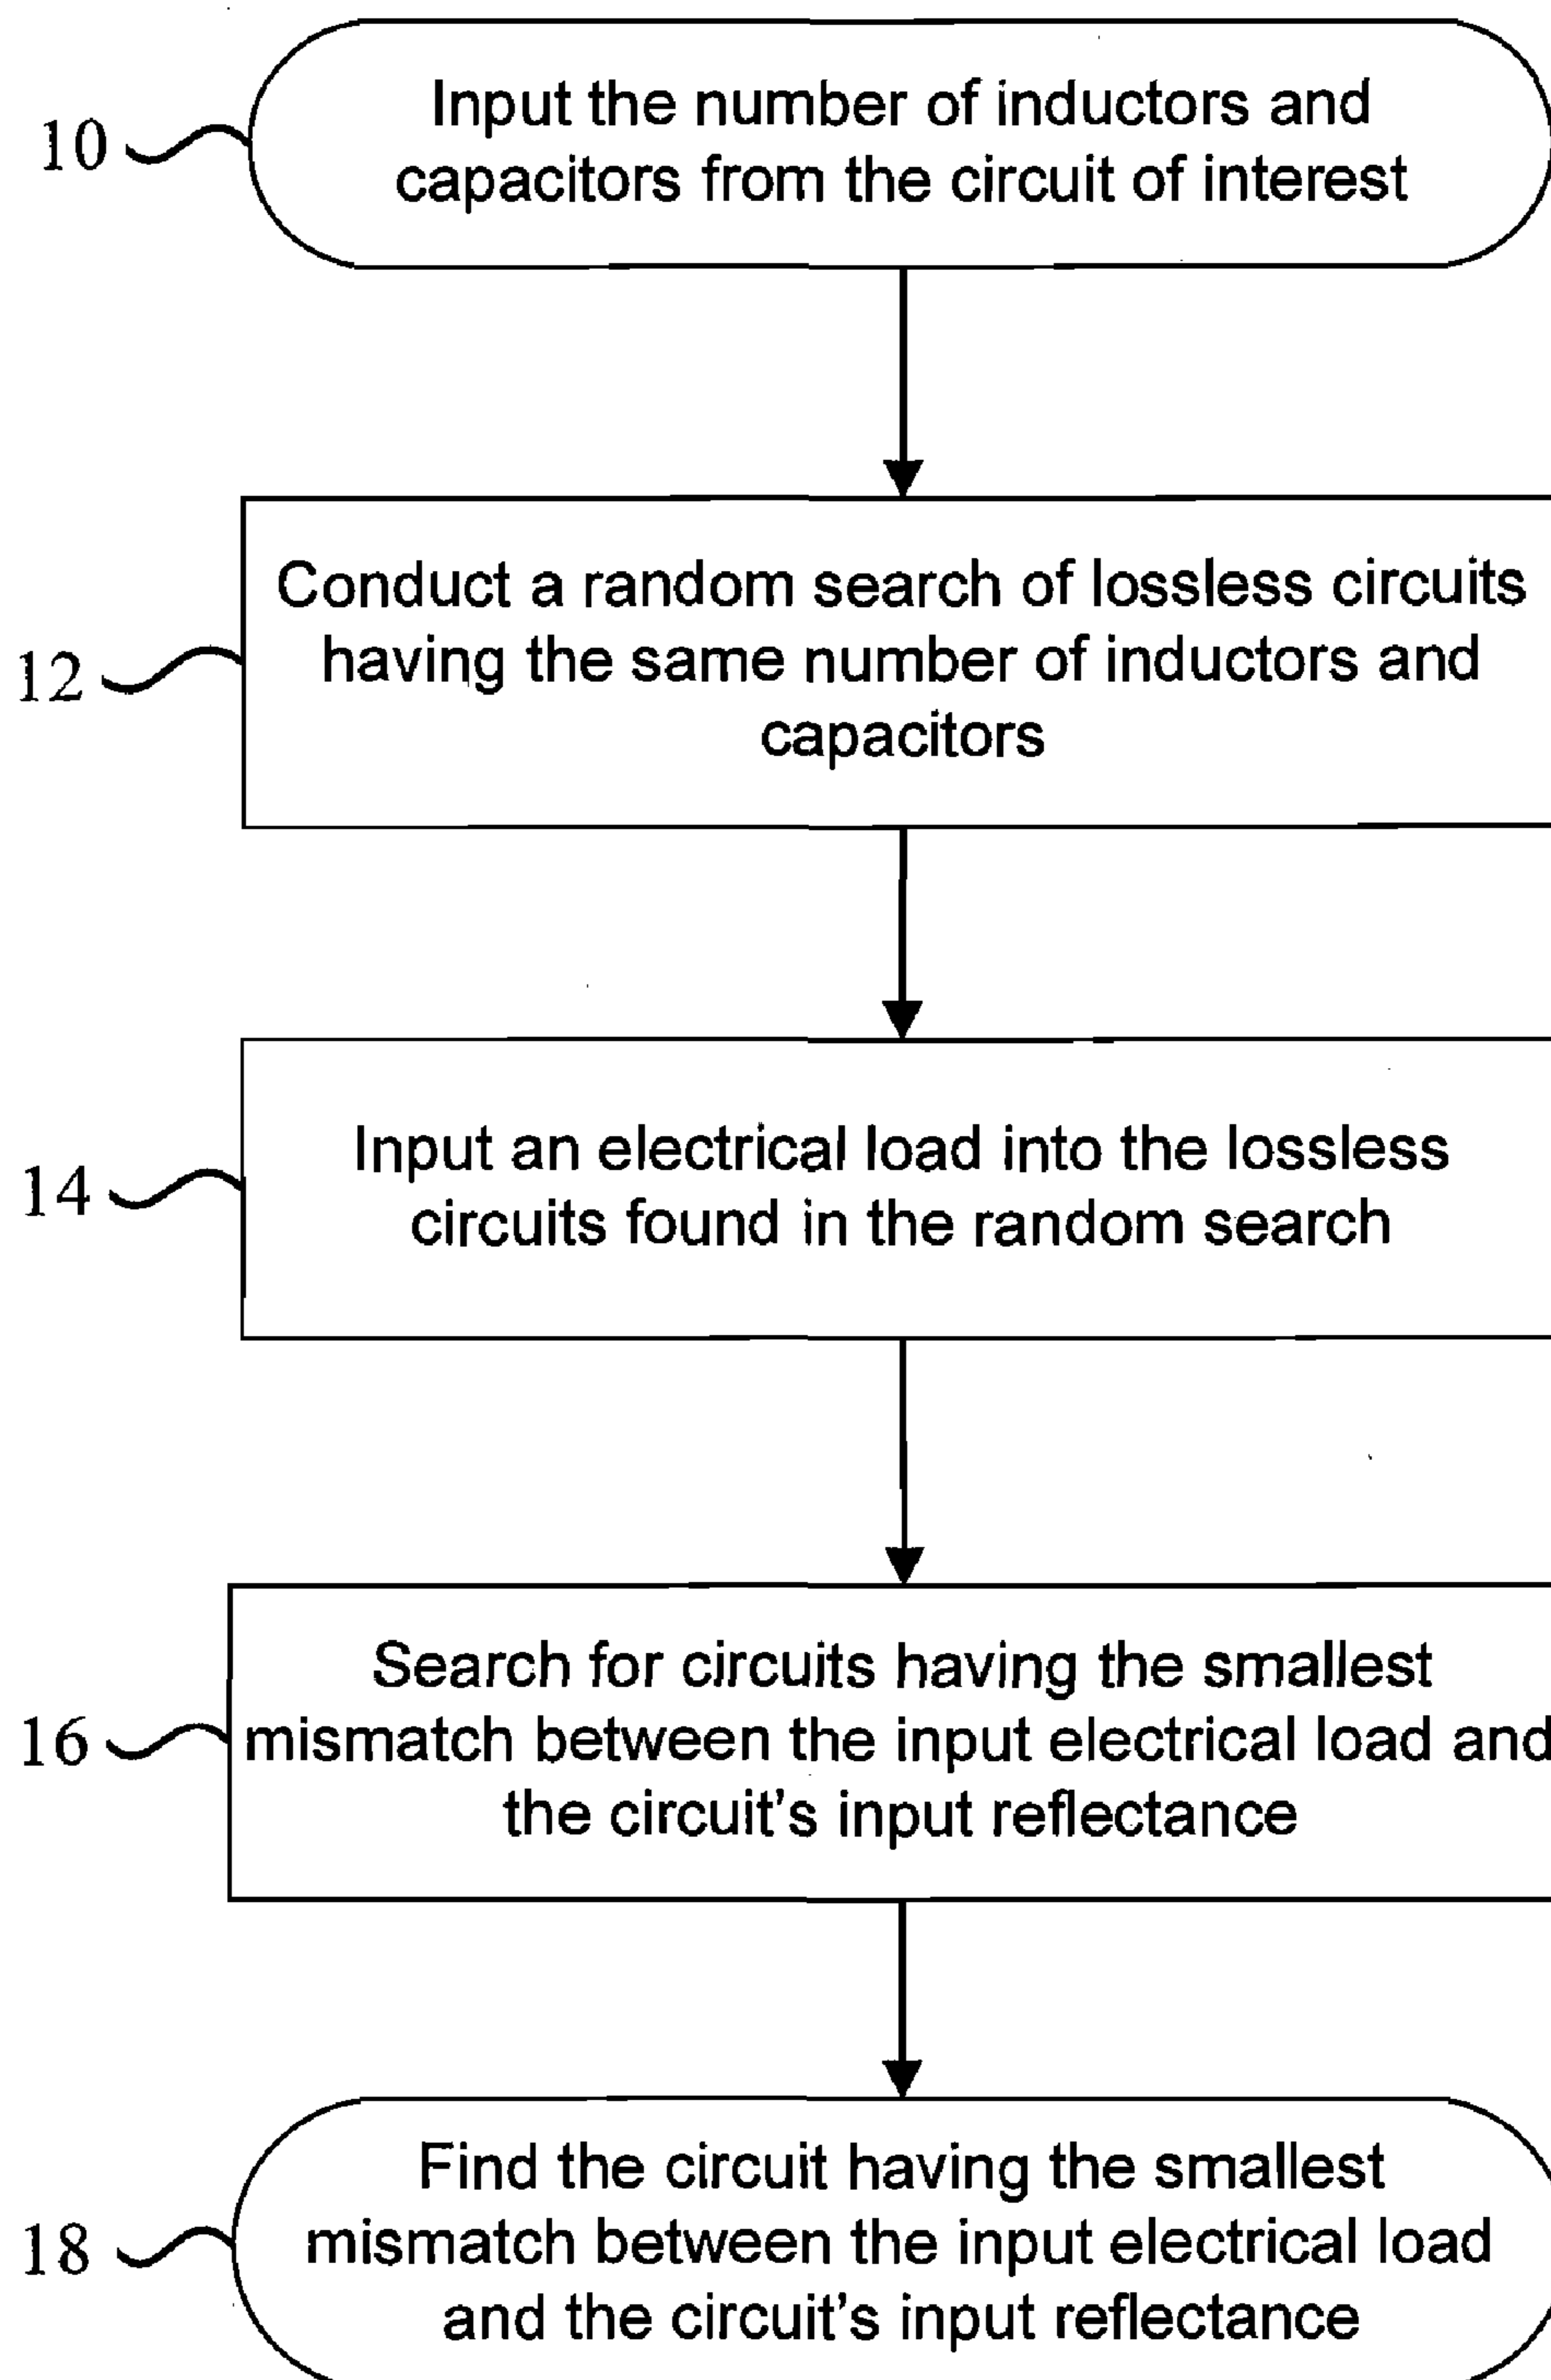 10
Input the number of inductors and
capacitors from the circuit of interest
12
Conduct a random search of lossless circuits
having the same number of inductors and
capacitors
14
Input an electrical load into the lossless
circuits found in the random search
16
Search for circuits having the smallest
mismatch between the input electrical load and
the circuit's input reflectance
18
Find the circuit having the smallest
mismatch between the input electrical load
and the circuit's input reflectance